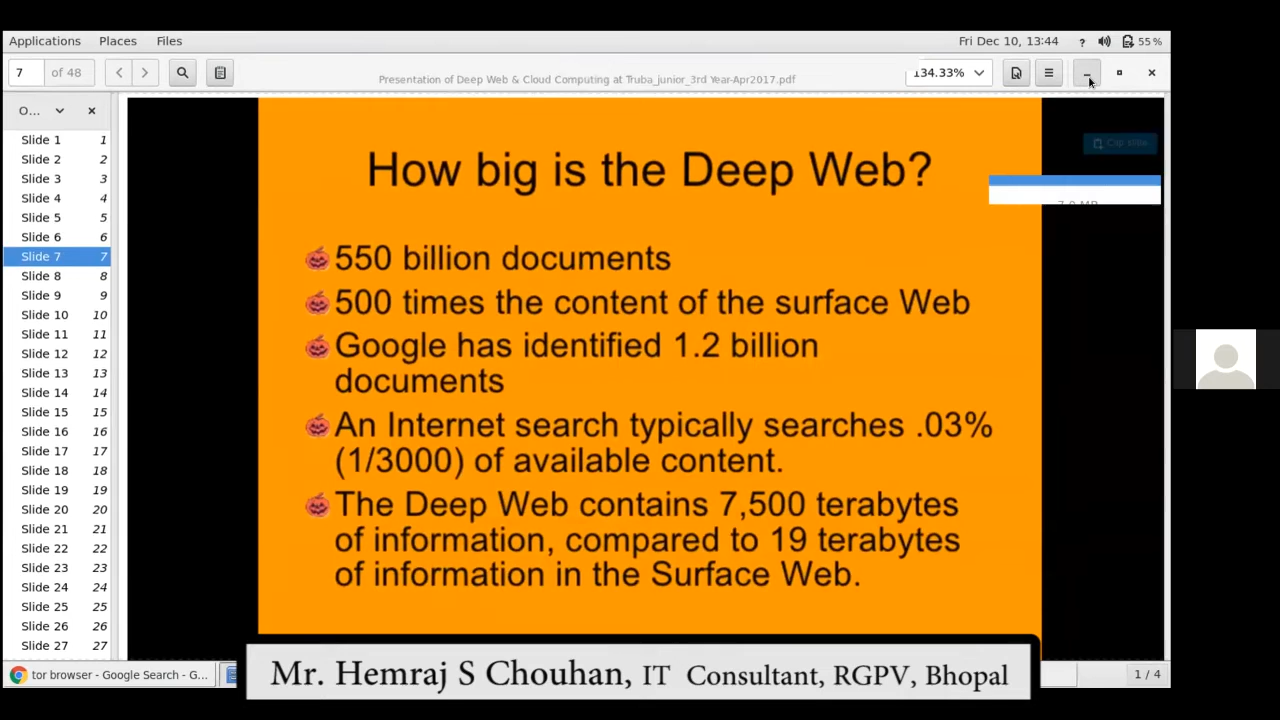 Applications Places Files Fri Dec 10, 13:44 ? 55 %
7 of 48 Presentation of Deep Web & Cloud Computing at Truba_junior_3rd Year-Apr2017.pdf 134.33%
O...
Slide 1 1
Slide 2 2
Slide 3 3
Slide 4 4
Slide 5 5
Slide 6 6
Slide 7 7
Slide 8 8
Slide 9 9
Slide 10 10
Slide 11 11
Slide 12 12
Slide 13 13
Slide 14 14
Slide 15 15
Slide 16 16
Slide 17 17
Slide 18 18
Slide 19 19
Slide 20 20
Slide 21 21
Slide 22 22
Slide 23 23
Slide 24 24
Slide 25 25
Slide 26 26
Slide 27 27
How big is the Deep Web?
550 billion documents
500 times the content of the surface Web
Google has identified 1.2 billion
documents
An Internet search typically searches .03%
(1/3000) of available content.
The Deep Web contains 7,500 terabytes
of information, compared to 19 terabytes
of information in the Surface Web.
tor browser - Google Search - G...
1 / 4
Mr. Hemraj S Chouhan, IT Consultant, RGPV, Bhopal